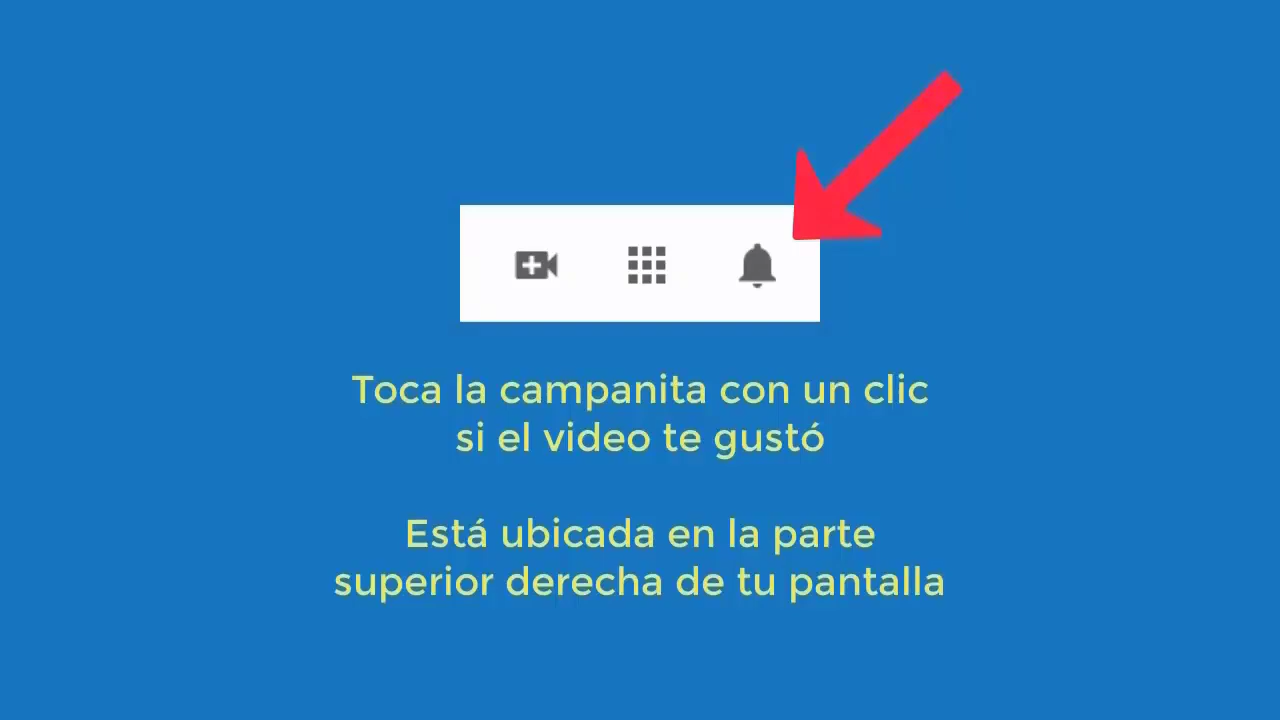 Toca la campanita con un clic
si el video te gustó
Está ubicada en la parte
superior derecha de tu pantalla